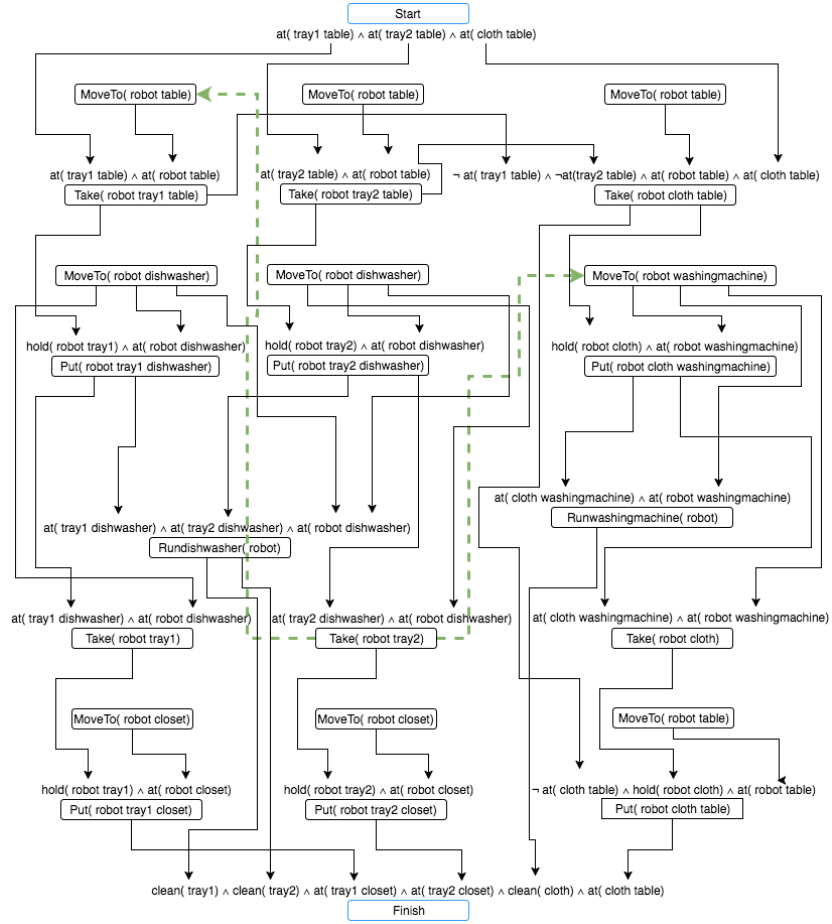 Start
at( tray1 table) ∧ at( tray2 table) ∧ at( cloth table)
MoveTo( robot table)
MoveTo( robot table)
MoveTo( robot table)
at( tray1 table) ∧ at( robot table)
at( tray2 table) ∧ at( robot table)
¬ at( tray1 table) ∧ ¬at(tray2 table) ∧ at( robot table) ∧ at( cloth table)
Take( robot tray1 table)
Take( robot tray2 table)
Take( robot cloth table)
MoveTo( robot dishwasher)
MoveTo( robot dishwasher)
MoveTo( robot washingmachine)
hold( robot tray1) ∧ at( robot dishwasher)
hold( robot tray2) ∧ at( robot dishwasher)
hold( robot cloth) ∧ at( robot washingmachine)
Put( robot tray1 dishwasher)
Put( robot tray2 dishwasher)
Put( robot cloth washingmachine)
at( cloth washingmachine) ∧ at( robot washingmachine)
Runwashingmachine( robot)
at( tray1 dishwasher) ∧ at( tray2 dishwasher) ∧ at( robot dishwasher)
Rundishwasher( robot)
at( tray1 dishwasher) ∧ at( robot dishwasher)
at( tray2 dishwasher) ∧ at( robot dishwasher)
at( cloth washingmachine) ∧ at( robot washingmachine)
Take( robot tray1)
Take( robot tray2)
Take( robot cloth)
MoveTo( robot closet)
MoveTo( robot closet)
MoveTo( robot table)
hold( robot tray1) ∧ at( robot closet)
hold( robot tray2) ∧ at( robot closet)
¬ at( cloth table) ∧ hold( robot cloth) ∧ at( robot table)
Put( robot tray1 closet)
Put( robot tray2 closet)
Put( robot cloth table)
clean( tray1) ∧ clean( tray2) ∧ at( tray1 closet) ∧ at( tray2 closet) ∧ clean( cloth) ∧ at( cloth table)
Finish